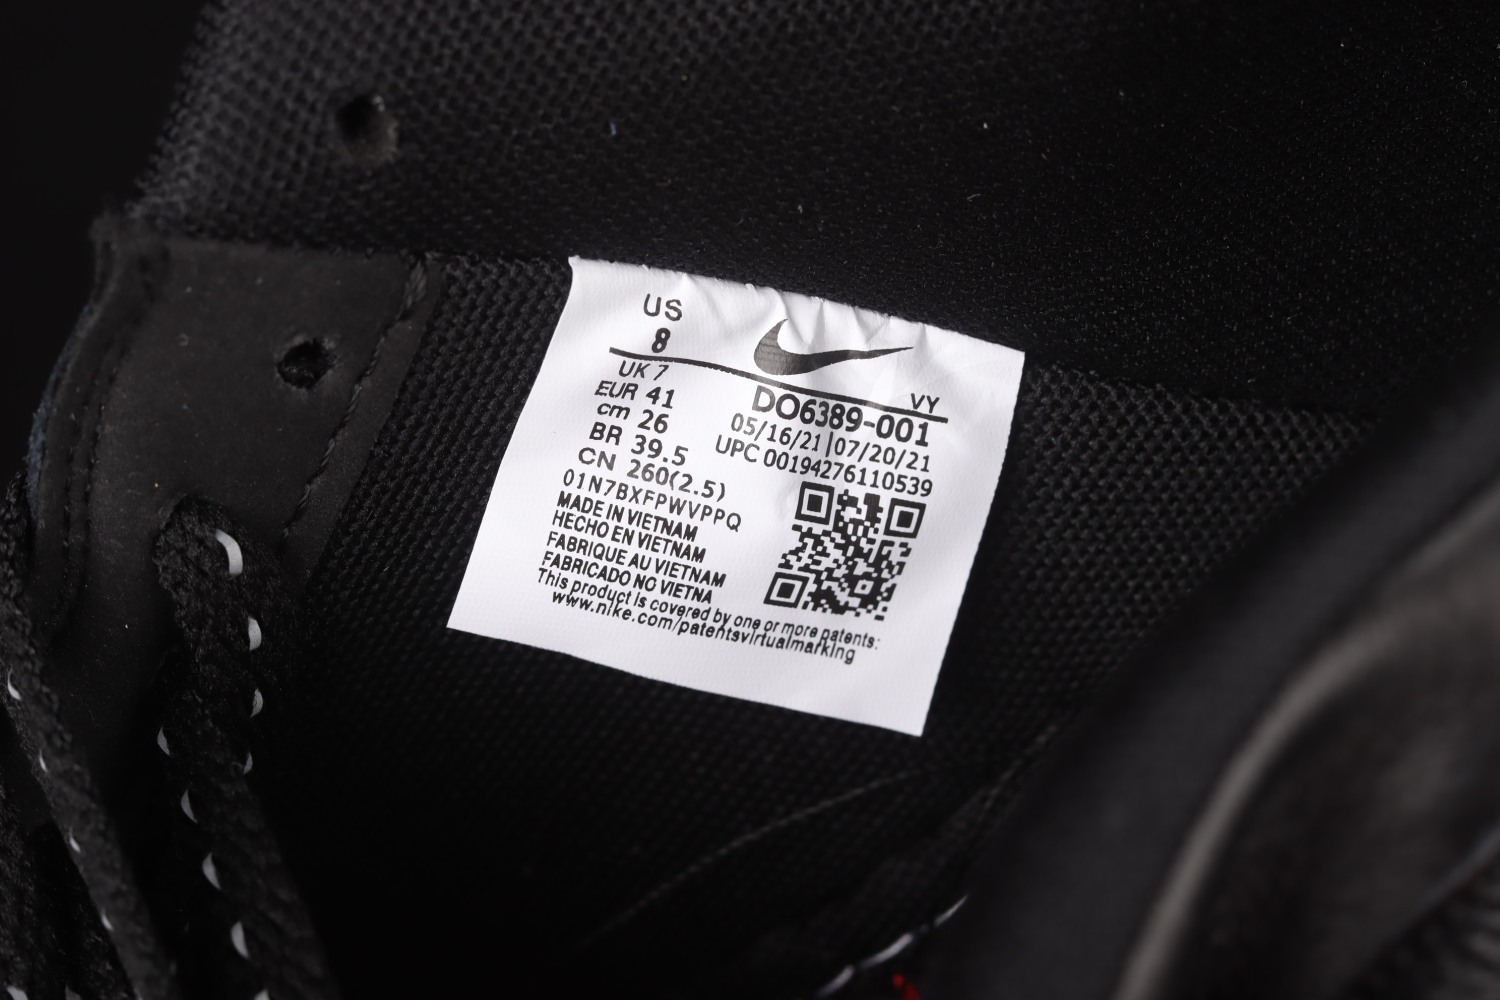 US
8
UK 7
EUR 41
cm 26
BR 39.5
CN 260(2.5)
01N7BXFPWVPPQ
VY
DO6389-001
05/16/21|07/20/21
UPC 00194276110539
MADE IN VIETNAM
HECHO EN VIETNAM
FABRIQUE AU VIETNAM
FABRICADO NO VIETNA
This product is covered by one or more patents:
www.nike.com/patentsvirtualmarking